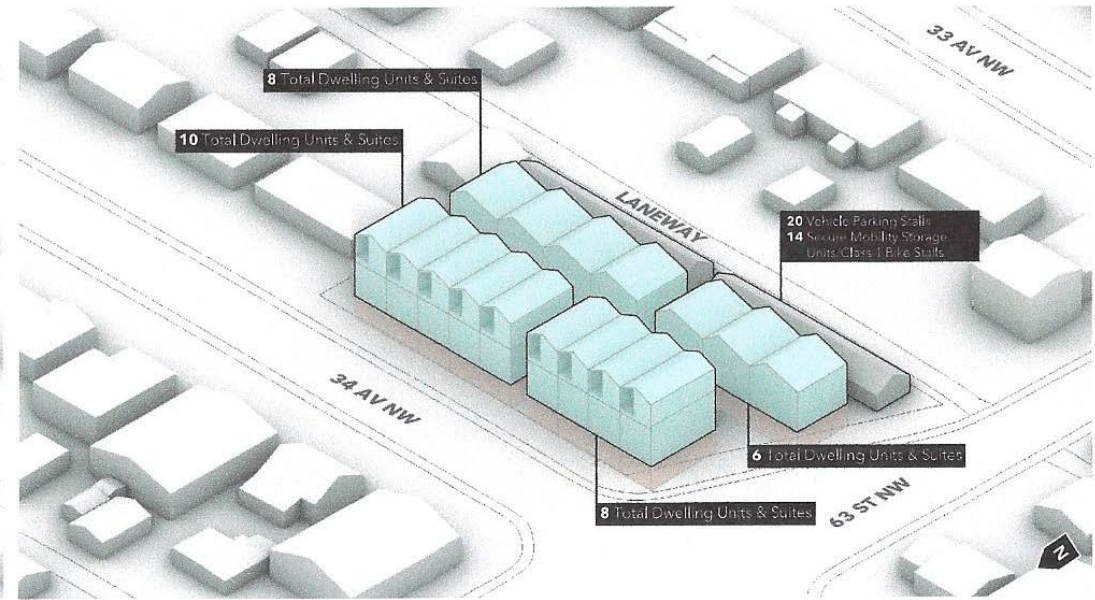 33 AV NW
8 Total Dwelling Units & Suites
10 Total Dwelling Units & Suites
LANEWAY
20 Vehicle Parking Stalls
14 Secure Mobility Storage
Units/Class 1 Bike Stalls
34 AV NW
6 Total Dwelling Units & Suites
8 Total Dwelling Units & Suites
63 ST NW
N